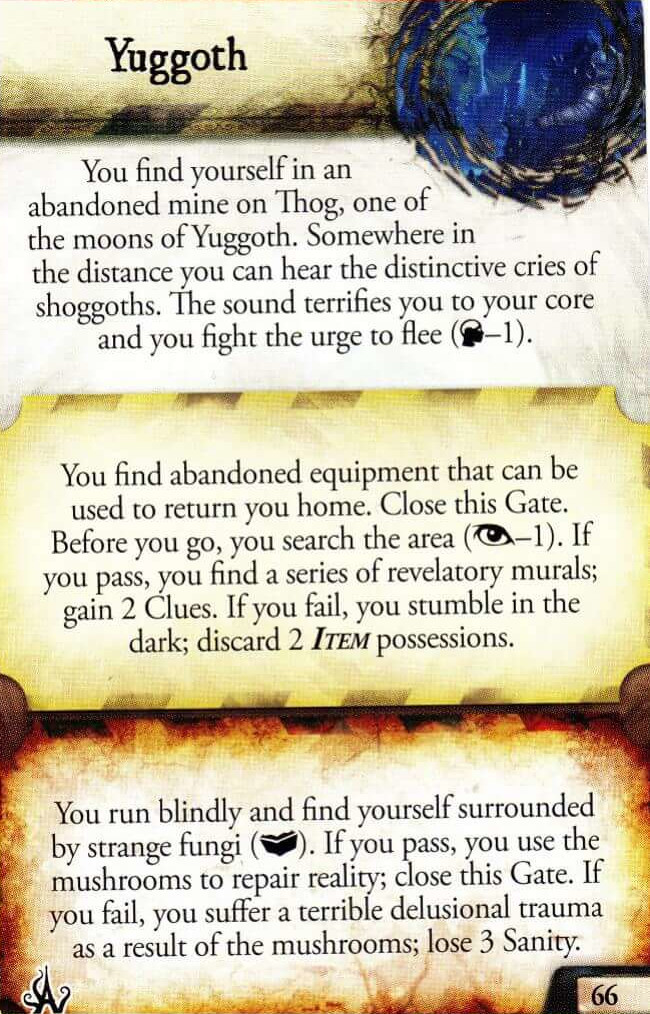 Yuggoth
You find yourself in an
abandoned mine on Thog, one of
the moons of Yuggoth. Somewhere in
the distance you can hear the distinctive cries of
shoggoths. The sound terrifies you to your core
and you fight the urge to flee (–1).
You find abandoned equipment that can be
used to return you home. Close this Gate.
Before you go, you search the area (–1). If
you pass, you find a series of revelatory murals;
gain 2 Clues. If you fail, you stumble in the
dark; discard 2 ITEM possessions.
You run blindly and find yourself surrounded
by strange fungi (). If you pass, you use the
mushrooms to repair reality; close this Gate. If
you fail, you suffer a terrible delusional trauma
as a result of the mushrooms; lose 3 Sanity.
66